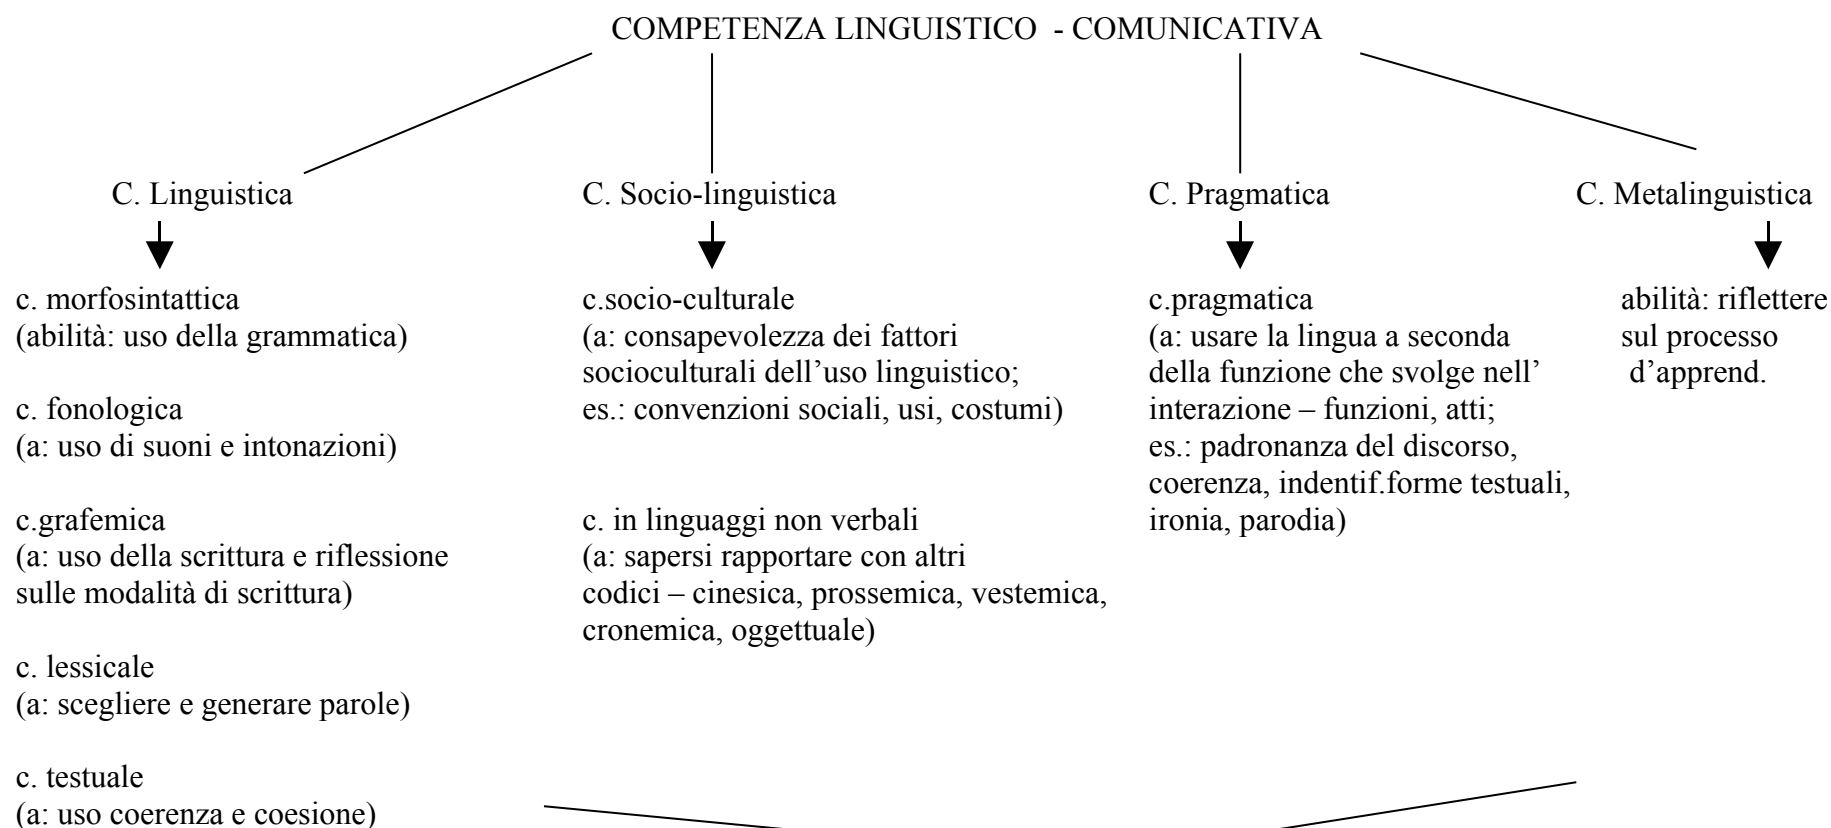 COMPETENZA LINGUISTICO - COMUNICATIVA
C. Linguistica
c. morfosintattica
(abilità: uso della grammatica)
c. fonologica
(a: uso di suoni e intonazioni)
c.grafemica
(a: uso della scrittura e riflessione
sulle modalità di scrittura)
c. lessicale
(a: scegliere e generare parole)
c. testuale
(a: uso coerenza e coesione)
C. Socio-linguistica
c.socio-culturale
(a: consapevolezza dei fattori
socioculturali dell’uso linguistico;
es.: convenzioni sociali, usi, costumi)
c. in linguaggi non verbali
(a: sapersi rapportare con altri
codici – cinesica, prossemica, vestemica,
cronemica, oggettuale)
C. Pragmatica
c.pragmatica
(a: usare la lingua a seconda
della funzione che svolge nell’
interazione – funzioni, atti;
es.: padronanza del discorso,
coerenza, indentif.forme testuali,
ironia, parodia)
C. Metalinguistica
abilità: riflettere
sul processo
d’apprend.